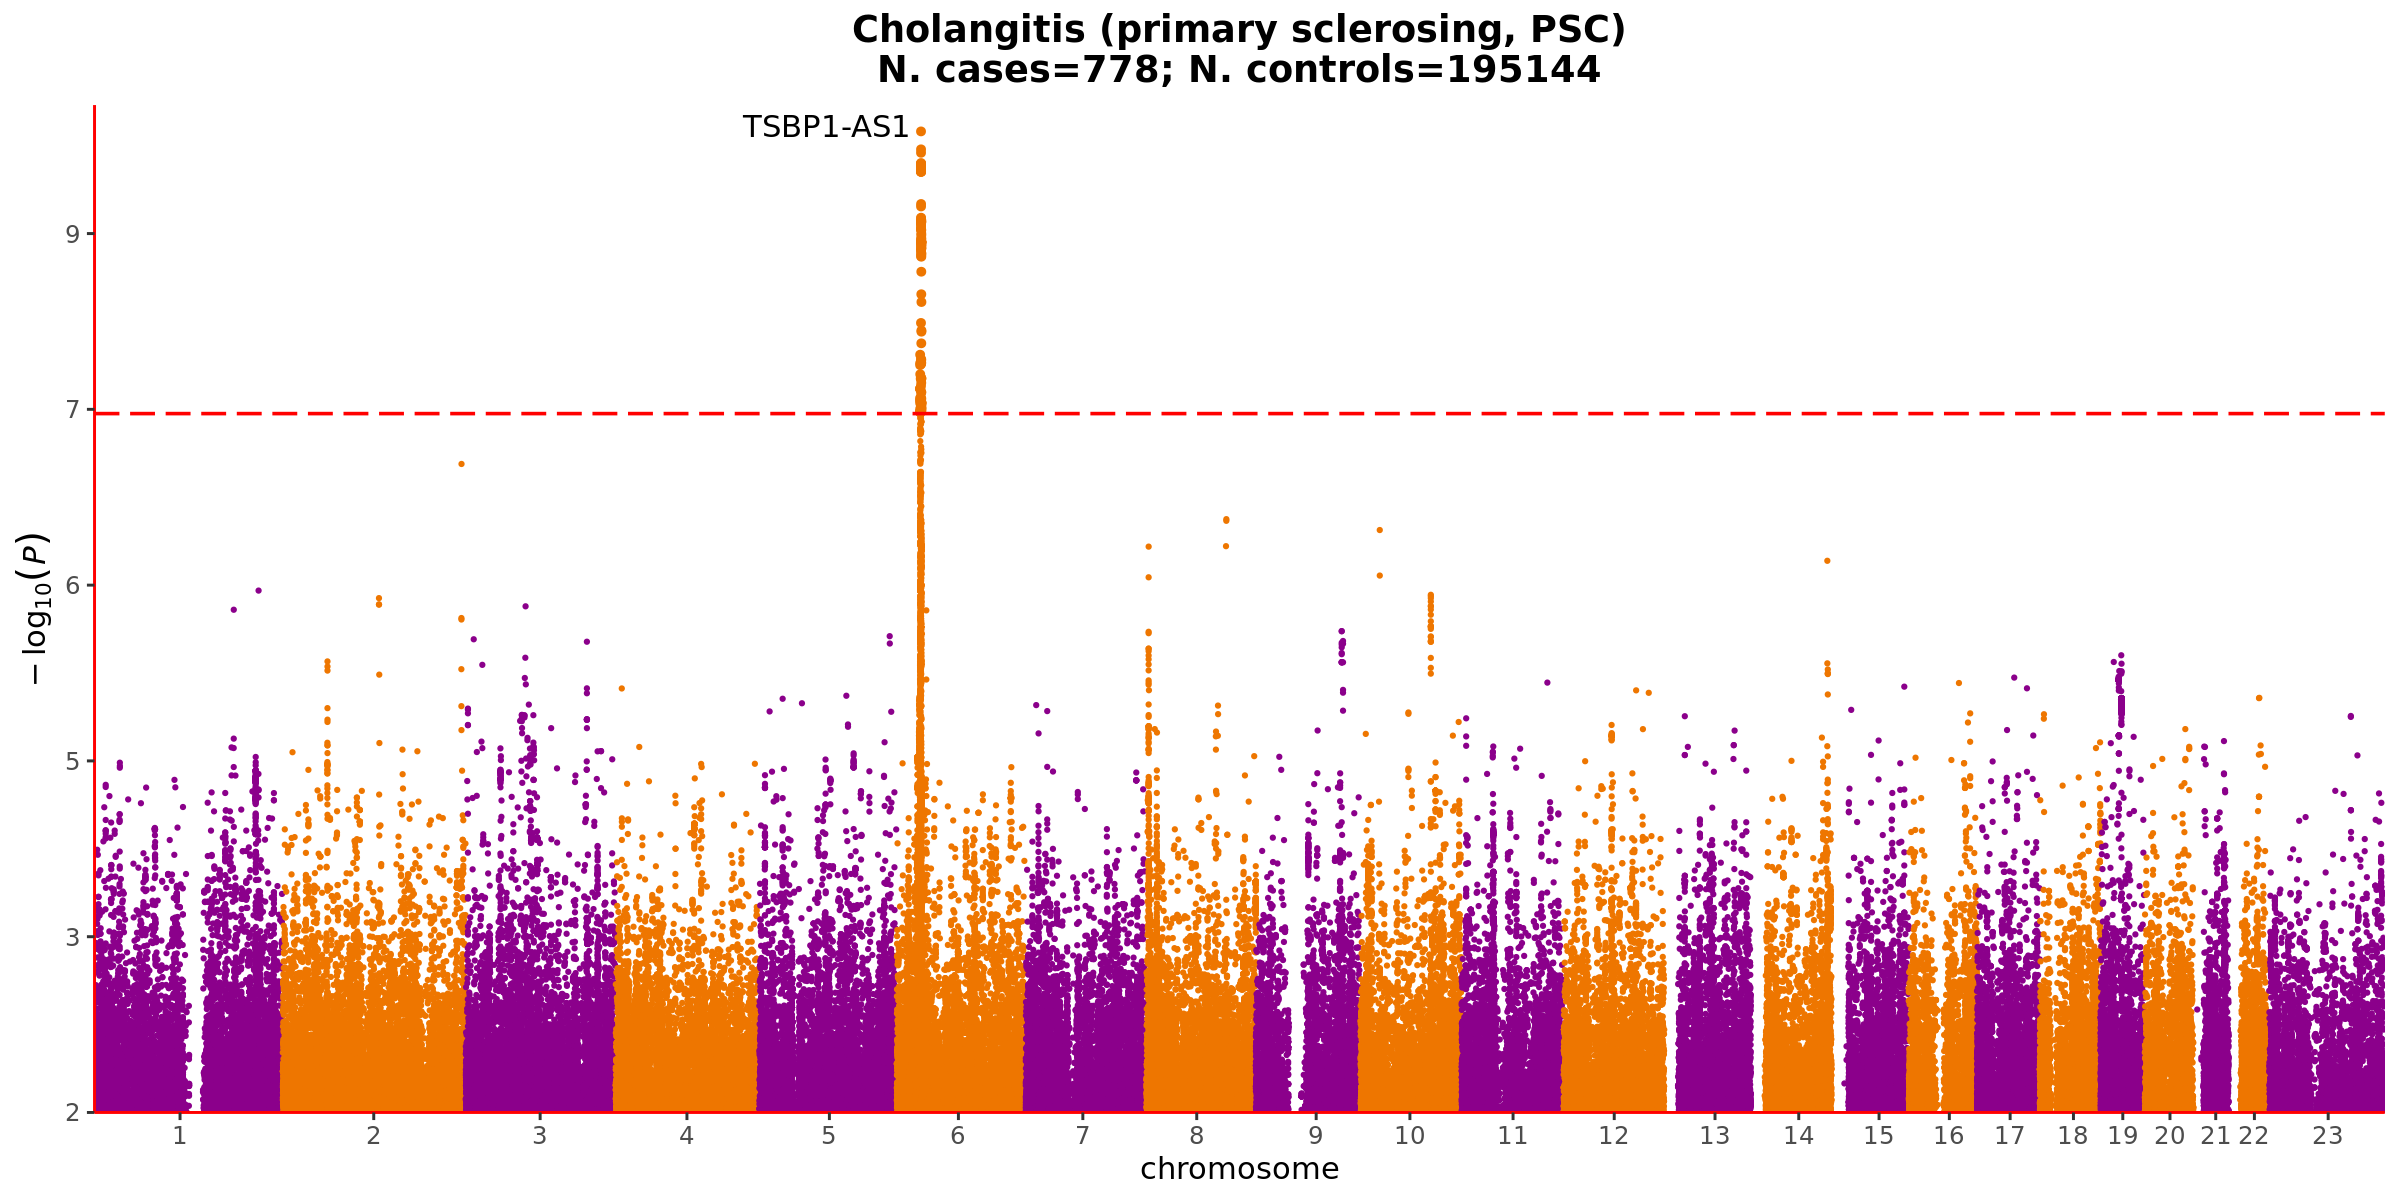 Cholangitis (primary sclerosing, PSC)
N. cases=778; N. controls=195144
TSBP1-AS1
9
7
6
5
3
2
− log10(P)
1 2 3 4 5 6 7 8 9 10 11 12 13 14 15 16 17 18 19 20 21 22 23
chromosome